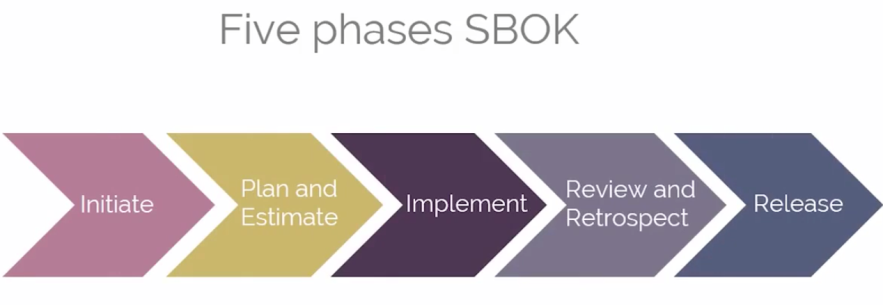 Five phases SBOK
Initiate
Plan and
Estimate
Implement
Review and
Retrospect
Release